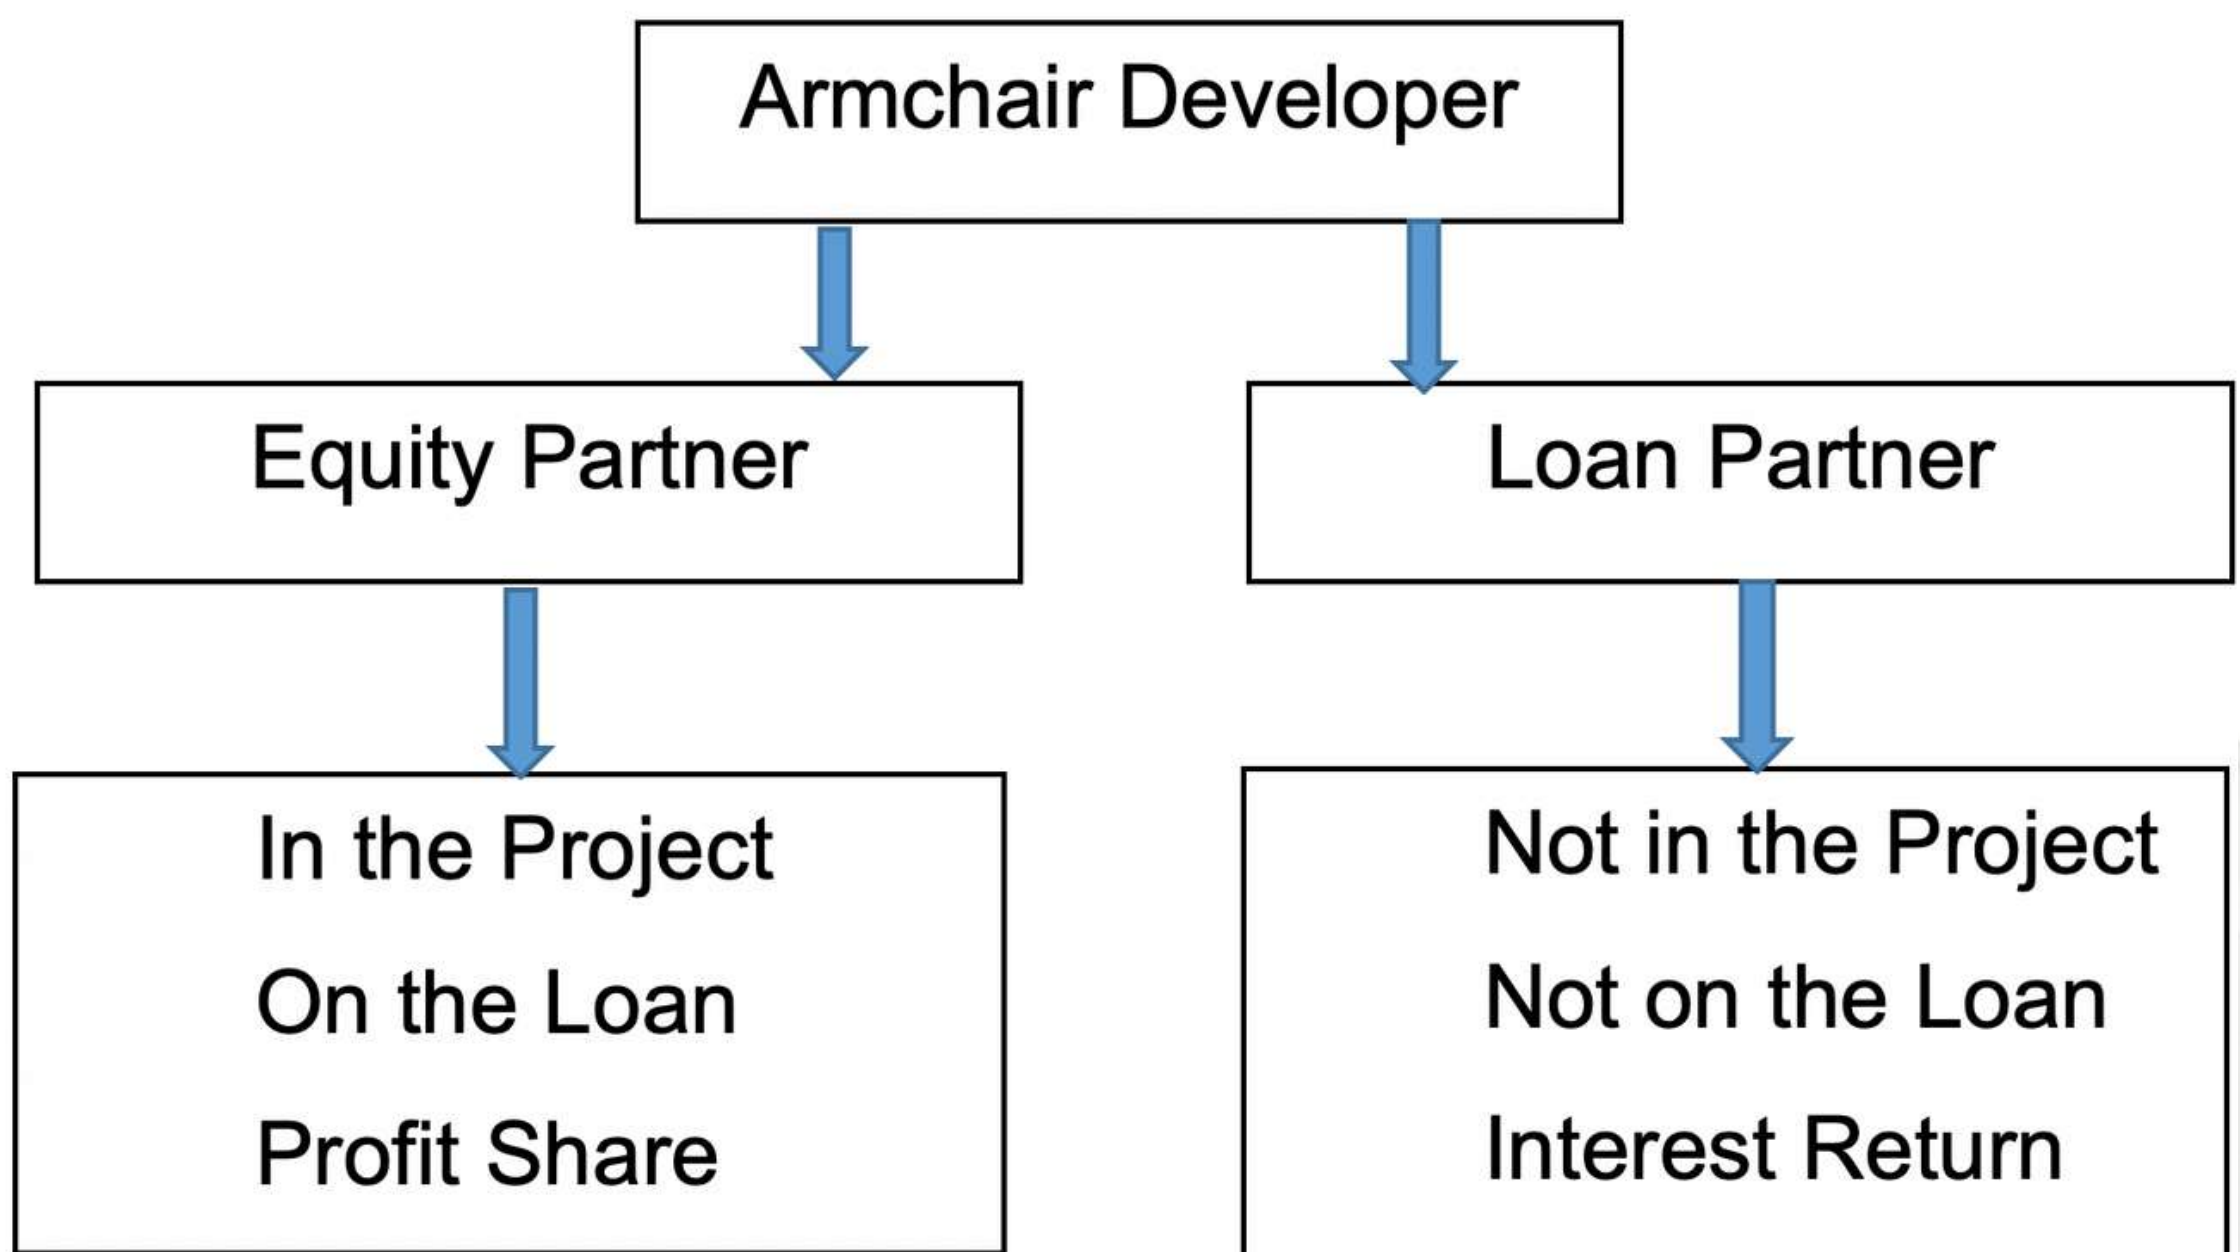 Armchair Developer
Equity Partner
Loan Partner
In the Project
On the Loan
Profit Share
Not in the Project
Not on the Loan
Interest Return